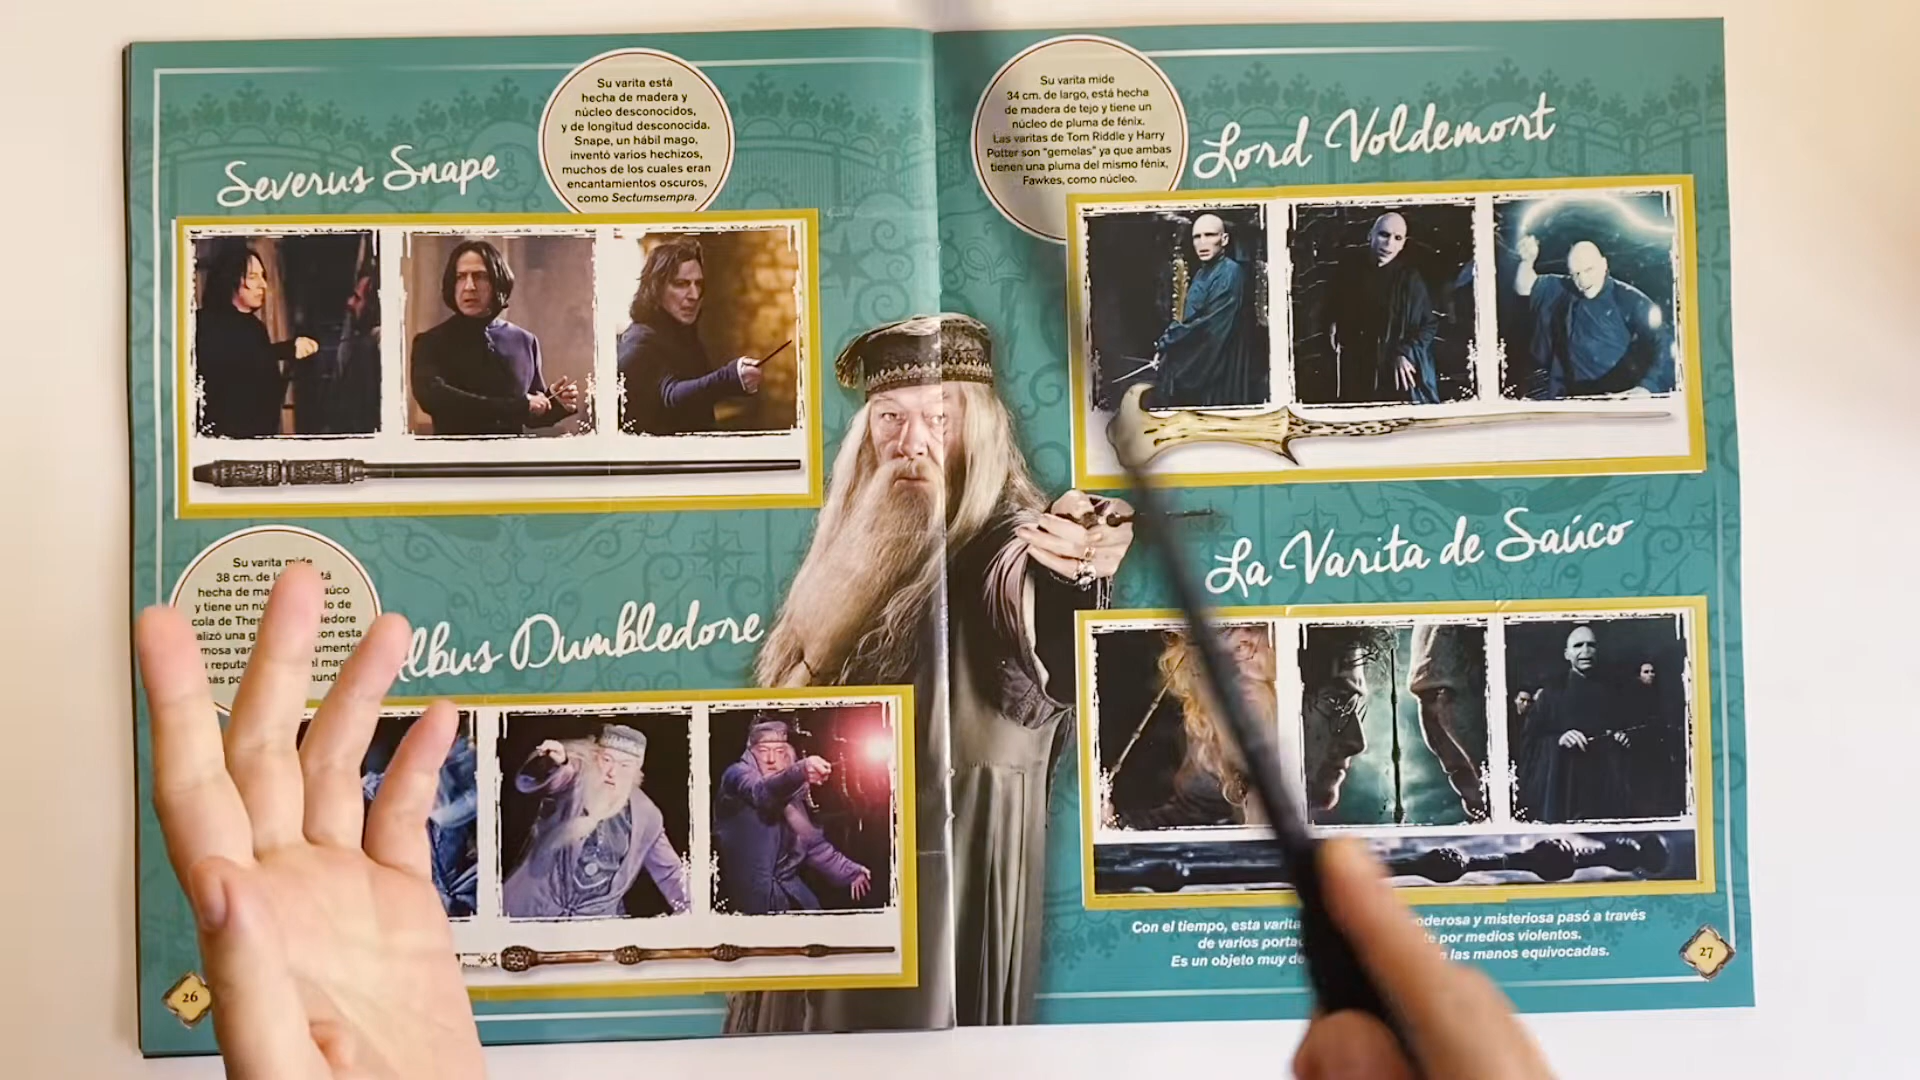 Su varita está
hecha de madera y
núcleo desconocidos,
y de longitud desconocida.
Snape, un hábil mago,
inventó varios hechizos,
muchos de los cuales eran
encantamientos oscuros,
como Sectumsempra.
Severus Snape
Su varita mide
38 cm. de
hecha de
y tiene un
cola de
con esta
Albus Dumbledore
26
Su varita mide
34 cm. de largo, está hecha
de madera de tejo y tiene un
núcleo de pluma de fénix.
Las varitas de Tom Riddle y Harry
Potter son "gemelas" ya que ambas
tienen una pluma del mismo fénix,
Fawkes, como núcleo.
Lord Voldemort
La Varita de Saúco
Con el tiempo, esta varita y misteriosa pasó a través
de varios por medios violentos.
Es un objeto muy en las manos equivocadas.
27